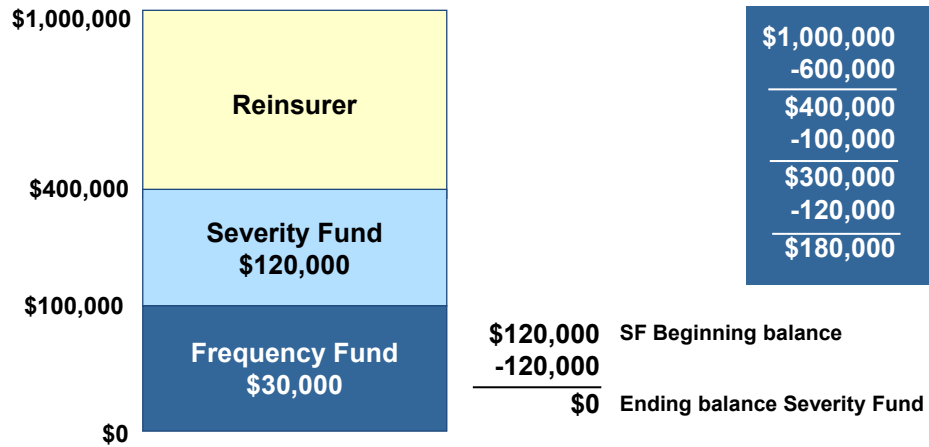 $1,000,000
Reinsurer
$400,000
Severity Fund
$120,000
$100,000
Frequency Fund
$30,000
$0
$1,000,000
-600,000
$400,000
-100,000
$300,000
-120,000
$180,000
$120,000 SF Beginning balance
-120,000
$0 Ending balance Severity Fund